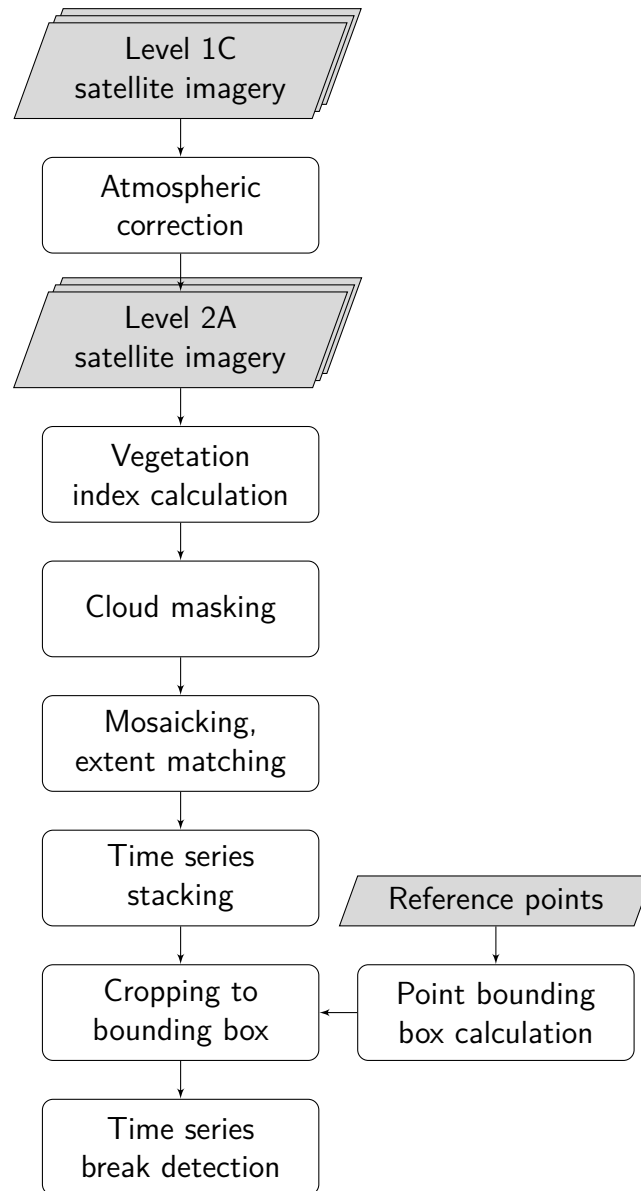 Level 1C
satellite imagery
Atmospheric
correction
Level 2A
satellite imagery
Vegetation
index calculation
Cloud masking
Mosaicking,
extent matching
Time series
stacking
Reference points
Cropping to
bounding box
Point bounding
box calculation
Time series
break detection